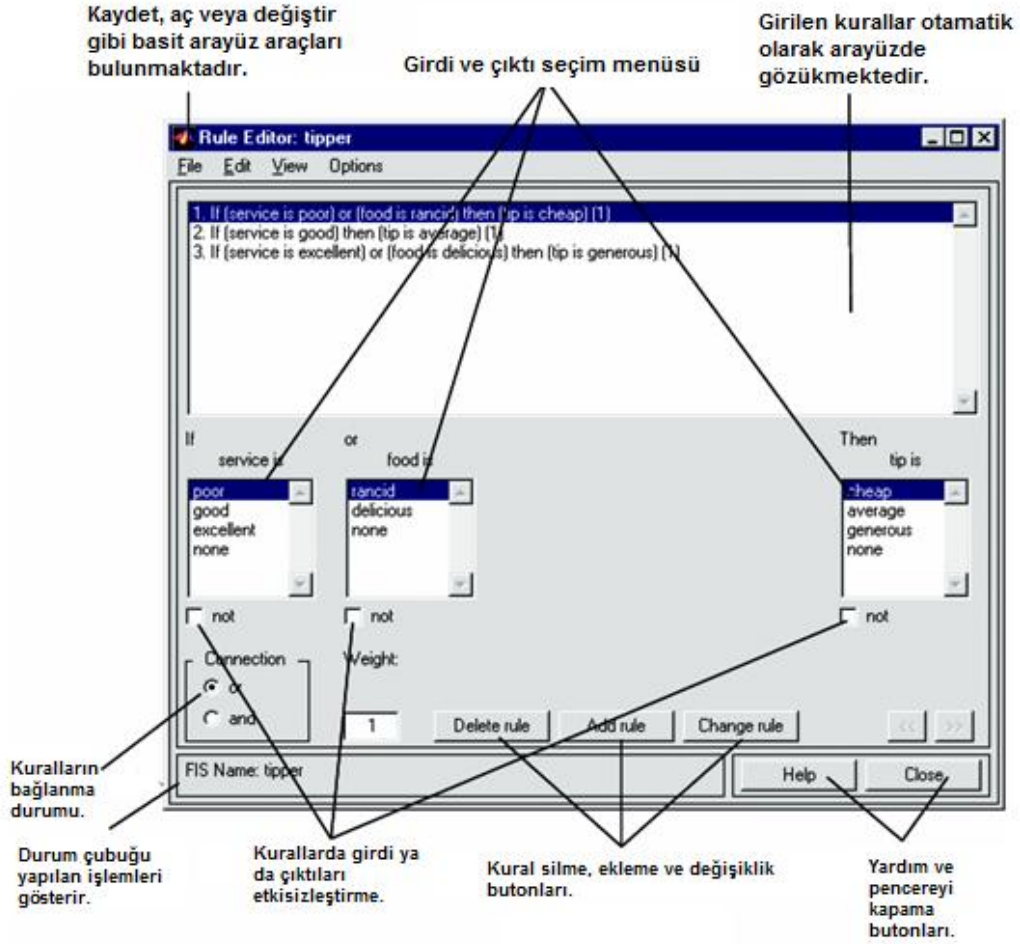 Kaydet, aç veya değiştir
gibi basit arayüz araçları
bulunmaktadır.
Girdi ve çıktı seçim menüsü
Girilen kurallar otamatik
olarak arayüzde
gözükmektedir.
Rule Editor: tipper
File Edit View Options
1. If (service is poor) or (food is rancid) then (tip is cheap) (1)
2. If (service is good) then (tip is average) (1)
3. If (service is excellent) or (food is delicious) then (tip is generous) (1)
If or Then
service is food is tip is
poor rancid cheap
good delicious average
excellent none generous
none none
not not not
Connection Weight:
or
and 1 Delete rule Add rule Change rule << >>
FIS Name: tipper Help Close
Kuralların
bağlanma
durumu.
Durum çubuğu
yapılan işlemleri
gösterir.
Kurallarda girdi ya
da çıktıları
etkisizleştirme.
Kural silme, ekleme ve değişiklik
butonları.
Yardım ve
pencereyi
kapama
butonları.